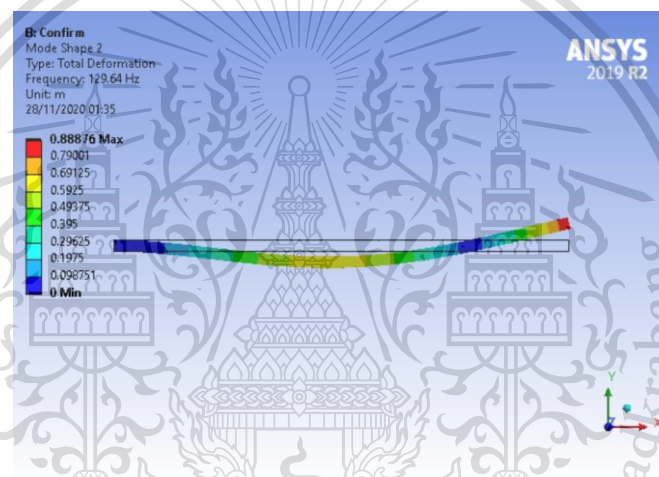 B: Confirm
Mode Shape 2
Type: Total Deformation
Frequency: 129.64 Hz
Unit: m
28/11/2020 01:35
0.88876 Max
0.79001
0.69125
0.5925
0.49375
0.395
0.29625
0.1975
0.098751
0 Min
ANSYS
2019 R2
Y
Z
X